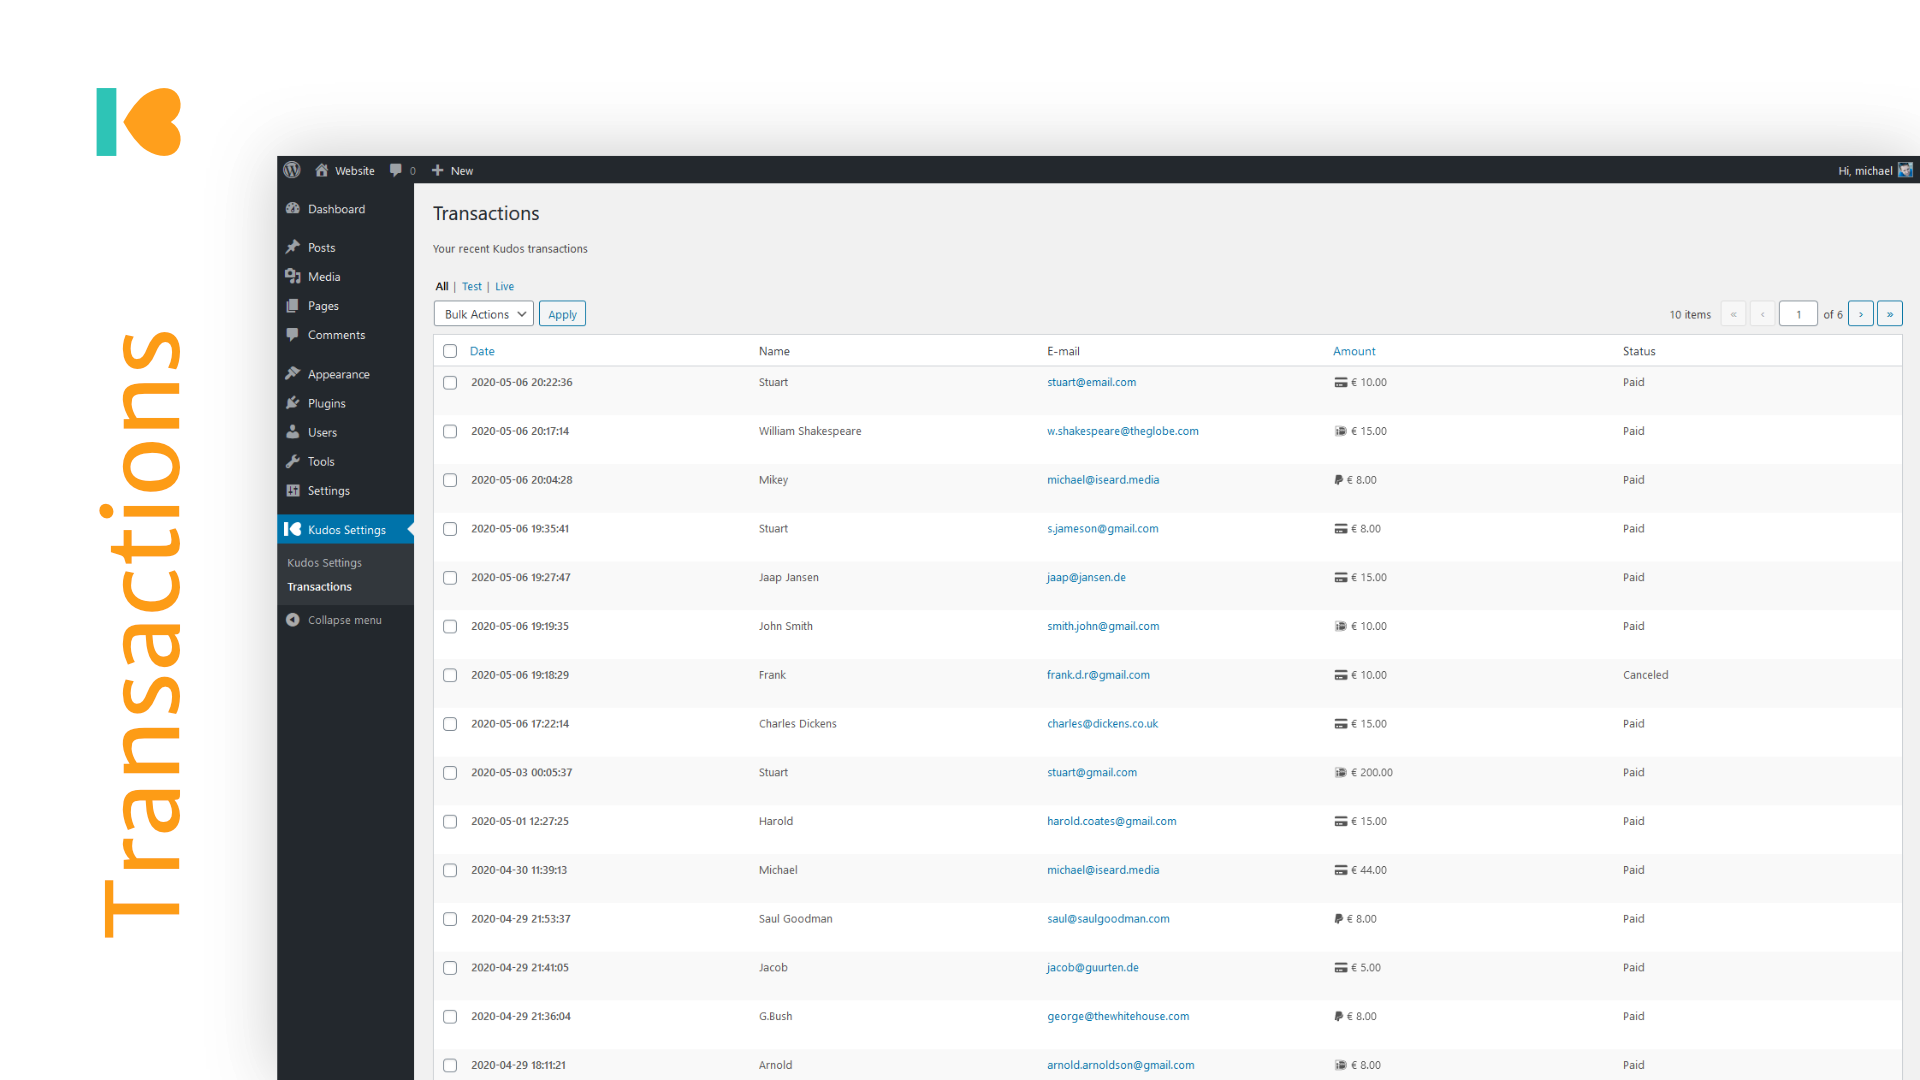 Transactions
Website 0 New
Hi, michael
Dashboard
Posts
Media
Pages
Comments
Appearance
Plugins
Users
Tools
Settings
Kudos Settings
Kudos Settings
Transactions
Collapse menu
Transactions
Your recent Kudos transactions
All | Test | Live
Bulk Actions Apply
10 items « ‹ 1 of 6 › »
Date Name E-mail Amount Status
2020-05-06 20:22:36 Stuart stuart@email.com € 10.00 Paid
2020-05-06 20:17:14 William Shakespeare w.shakespeare@theglobe.com € 15.00 Paid
2020-05-06 20:04:28 Mikey michael@iseard.media € 8.00 Paid
2020-05-06 19:35:41 Stuart s.jameson@gmail.com € 8.00 Paid
2020-05-06 19:27:47 Jaap Jansen jaap@jansen.de € 15.00 Paid
2020-05-06 19:19:35 John Smith smith.john@gmail.com € 10.00 Paid
2020-05-06 19:18:29 Frank frank.d.r@gmail.com € 10.00 Canceled
2020-05-06 17:22:14 Charles Dickens charles@dickens.co.uk € 15.00 Paid
2020-05-03 00:05:37 Stuart stuart@gmail.com € 200.00 Paid
2020-05-01 12:27:25 Harold harold.coates@gmail.com € 15.00 Paid
2020-04-30 11:39:13 Michael michael@iseard.media € 44.00 Paid
2020-04-29 21:53:37 Saul Goodman saul@saulgoodman.com € 8.00 Paid
2020-04-29 21:41:05 Jacob jacob@guurten.de € 5.00 Paid
2020-04-29 21:36:04 G.Bush george@thewhitehouse.com € 8.00 Paid
2020-04-29 18:11:21 Arnold arnold.arnoldson@gmail.com € 8.00 Paid